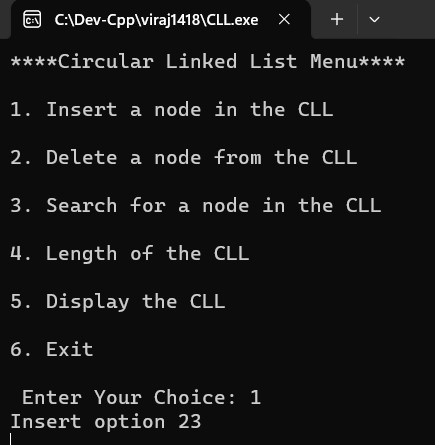 C:\Dev-Cpp\viraj1418\CLL.exe
****Circular Linked List Menu****
1. Insert a node in the CLL
2. Delete a node from the CLL
3. Search for a node in the CLL
4. Length of the CLL
5. Display the CLL
6. Exit
Enter Your Choice: 1
Insert option 23